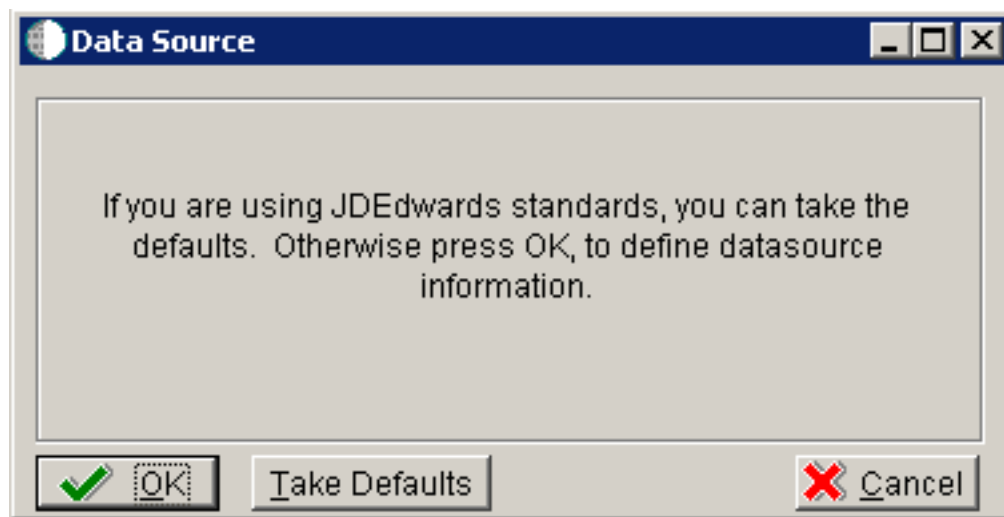 Data Source
If you are using JDEdwards standards, you can take the
defaults.  Otherwise press OK, to define datasource
information.
OK
Take Defaults
Cancel